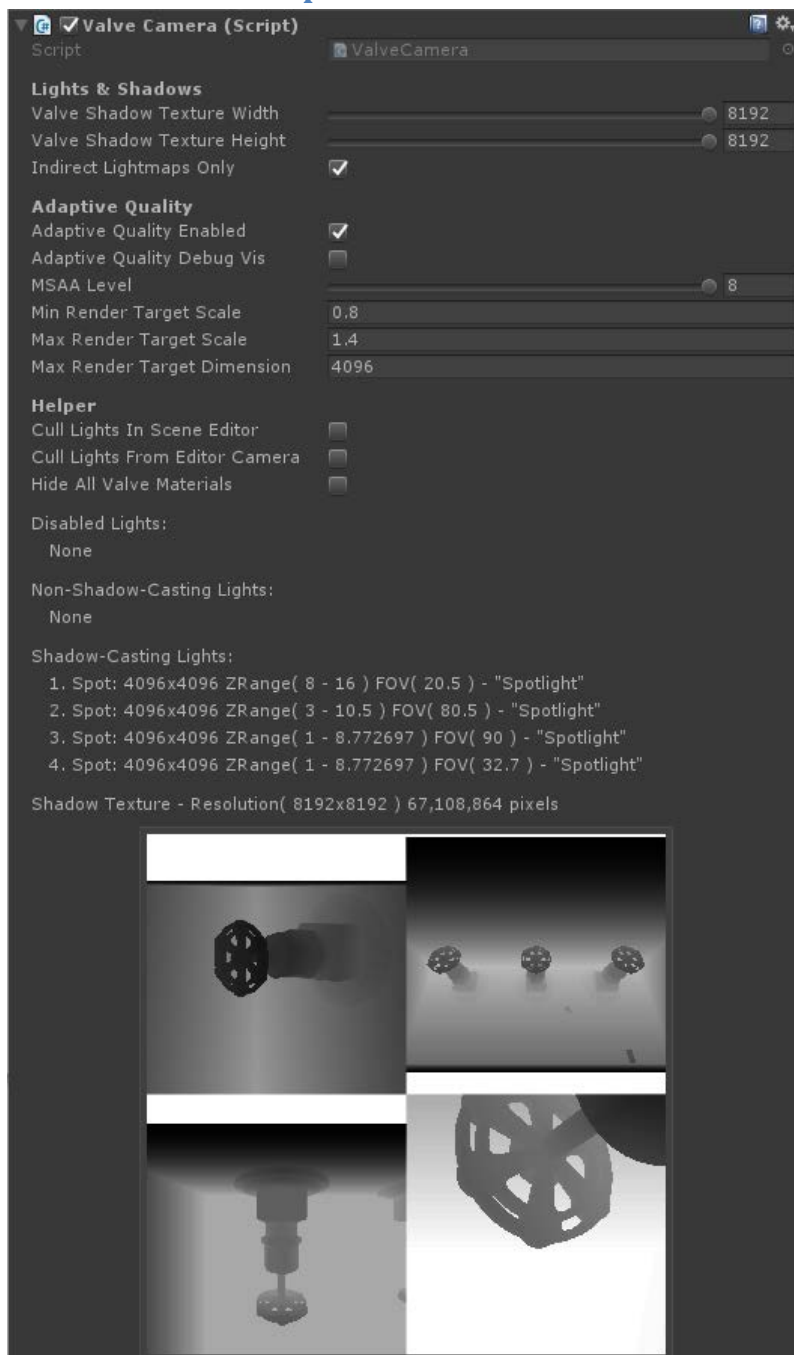 Valve Camera (Script)
Script ValveCamera
Lights & Shadows
Valve Shadow Texture Width 8192
Valve Shadow Texture Height 8192
Indirect Lightmaps Only
Adaptive Quality
Adaptive Quality Enabled
Adaptive Quality Debug Vis
MSAA Level 8
Min Render Target Scale 0.8
Max Render Target Scale 1.4
Max Render Target Dimension 4096
Helper
Cull Lights In Scene Editor
Cull Lights From Editor Camera
Hide All Valve Materials
Disabled Lights:
None
Non-Shadow-Casting Lights:
None
Shadow-Casting Lights:
1. Spot: 4096x4096 ZRange( 8 - 16 ) FOV( 20.5 ) - "Spotlight"
2. Spot: 4096x4096 ZRange( 3 - 10.5 ) FOV( 80.5 ) - "Spotlight"
3. Spot: 4096x4096 ZRange( 1 - 8.772697 ) FOV( 90 ) - "Spotlight"
4. Spot: 4096x4096 ZRange( 1 - 8.772697 ) FOV( 32.7 ) - "Spotlight"
Shadow Texture - Resolution( 8192x8192 ) 67,108,864 pixels